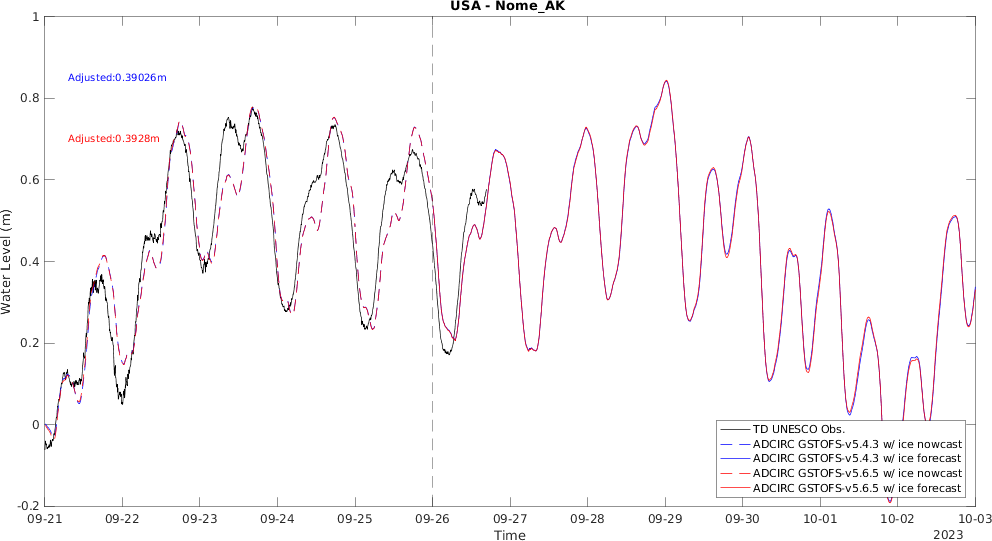 USA - Nome_AK
Adjusted:0.39026m
Adjusted:0.3928m
Water Level (m)
1
0.8
0.6
0.4
0.2
0
-0.2
TD UNESCO Obs.
ADCIRC GSTOFS-v5.4.3 w/ ice nowcast
ADCIRC GSTOFS-v5.4.3 w/ ice forecast
ADCIRC GSTOFS-v5.6.5 w/ ice nowcast
ADCIRC GSTOFS-v5.6.5 w/ ice forecast
09-21 09-22 09-23 09-24 09-25 09-26 09-27 09-28 09-29 09-30 10-01 10-02 10-03
Time
2023